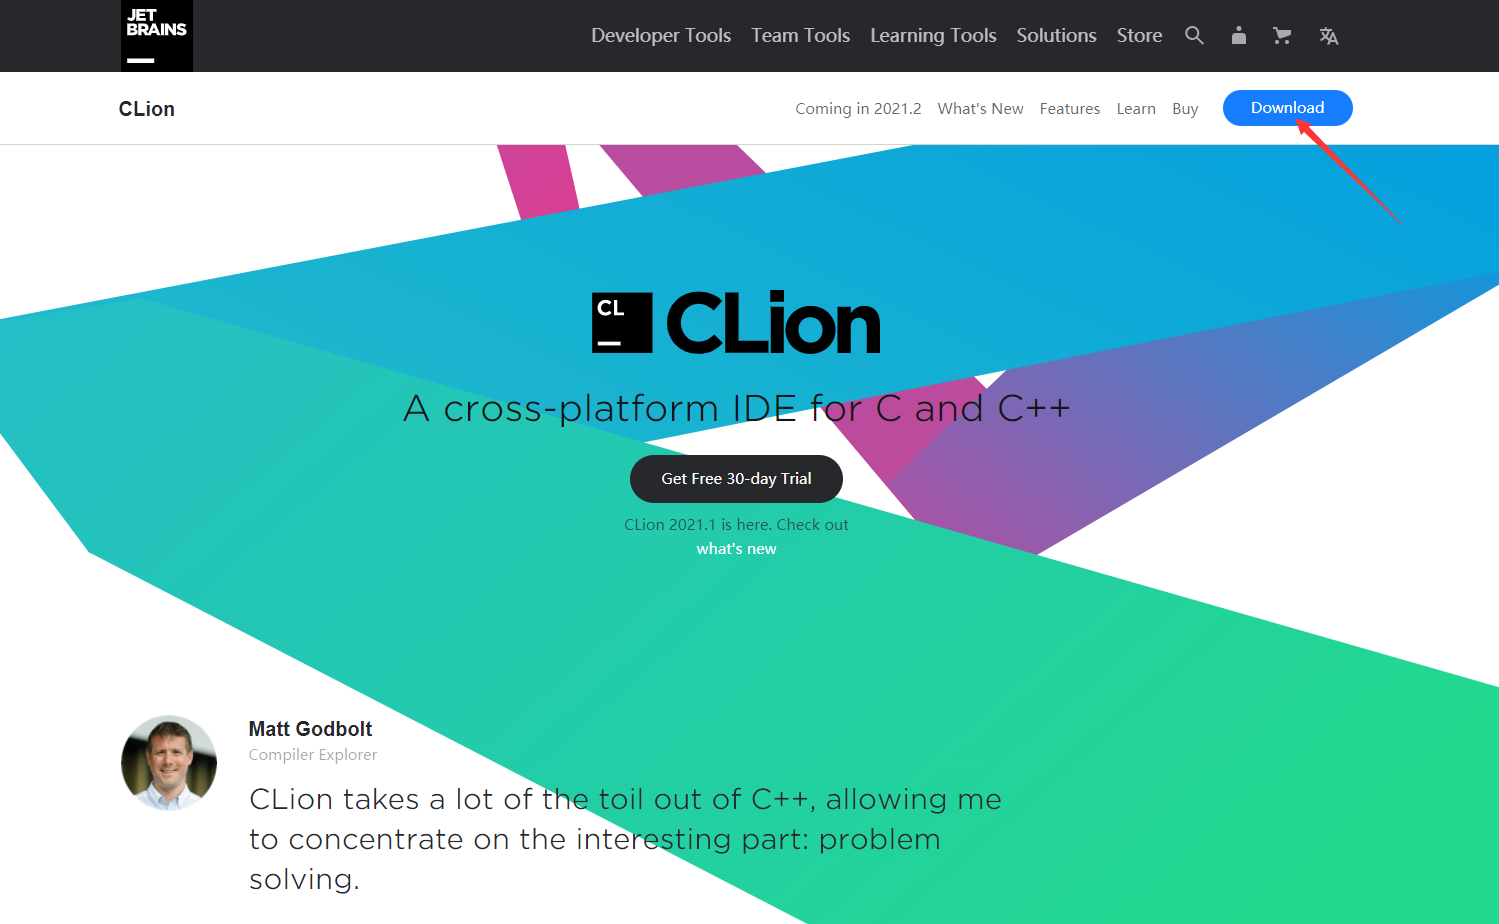 JET
BRAINS
Developer Tools Team Tools Learning Tools Solutions Store
CLion
Coming in 2021.2 What's New Features Learn Buy Download
CL
CLion
A cross-platform IDE for C and C++
Get Free 30-day Trial
CLion 2021.1 is here. Check out
what's new
Matt Godbolt
Compiler Explorer
CLion takes a lot of the toil out of C++, allowing me
to concentrate on the interesting part: problem
solving.